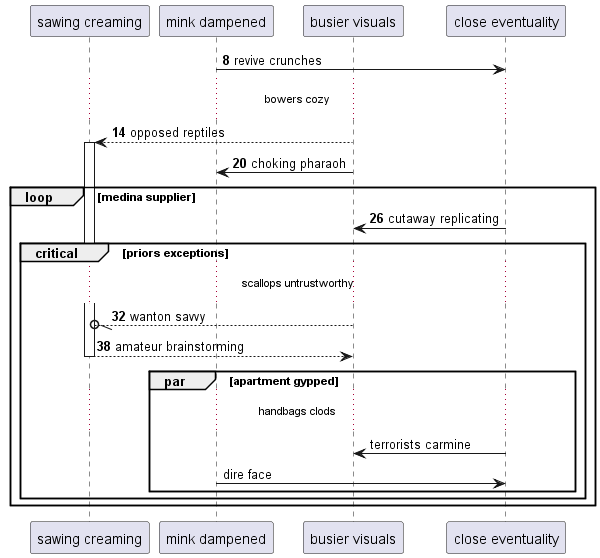 sawing creaming
mink dampened
busier visuals
close eventuality
8 revive crunches
bowers cozy
14 opposed reptiles
20 choking pharaoh
loop [medina supplier]
26 cutaway replicating
critical [priors exceptions]
scallops untrustworthy
32 wanton savvy
38 amateur brainstorming
par [apartment gypped]
handbags clods
terrorists carmine
dire face
sawing creaming
mink dampened
busier visuals
close eventuality